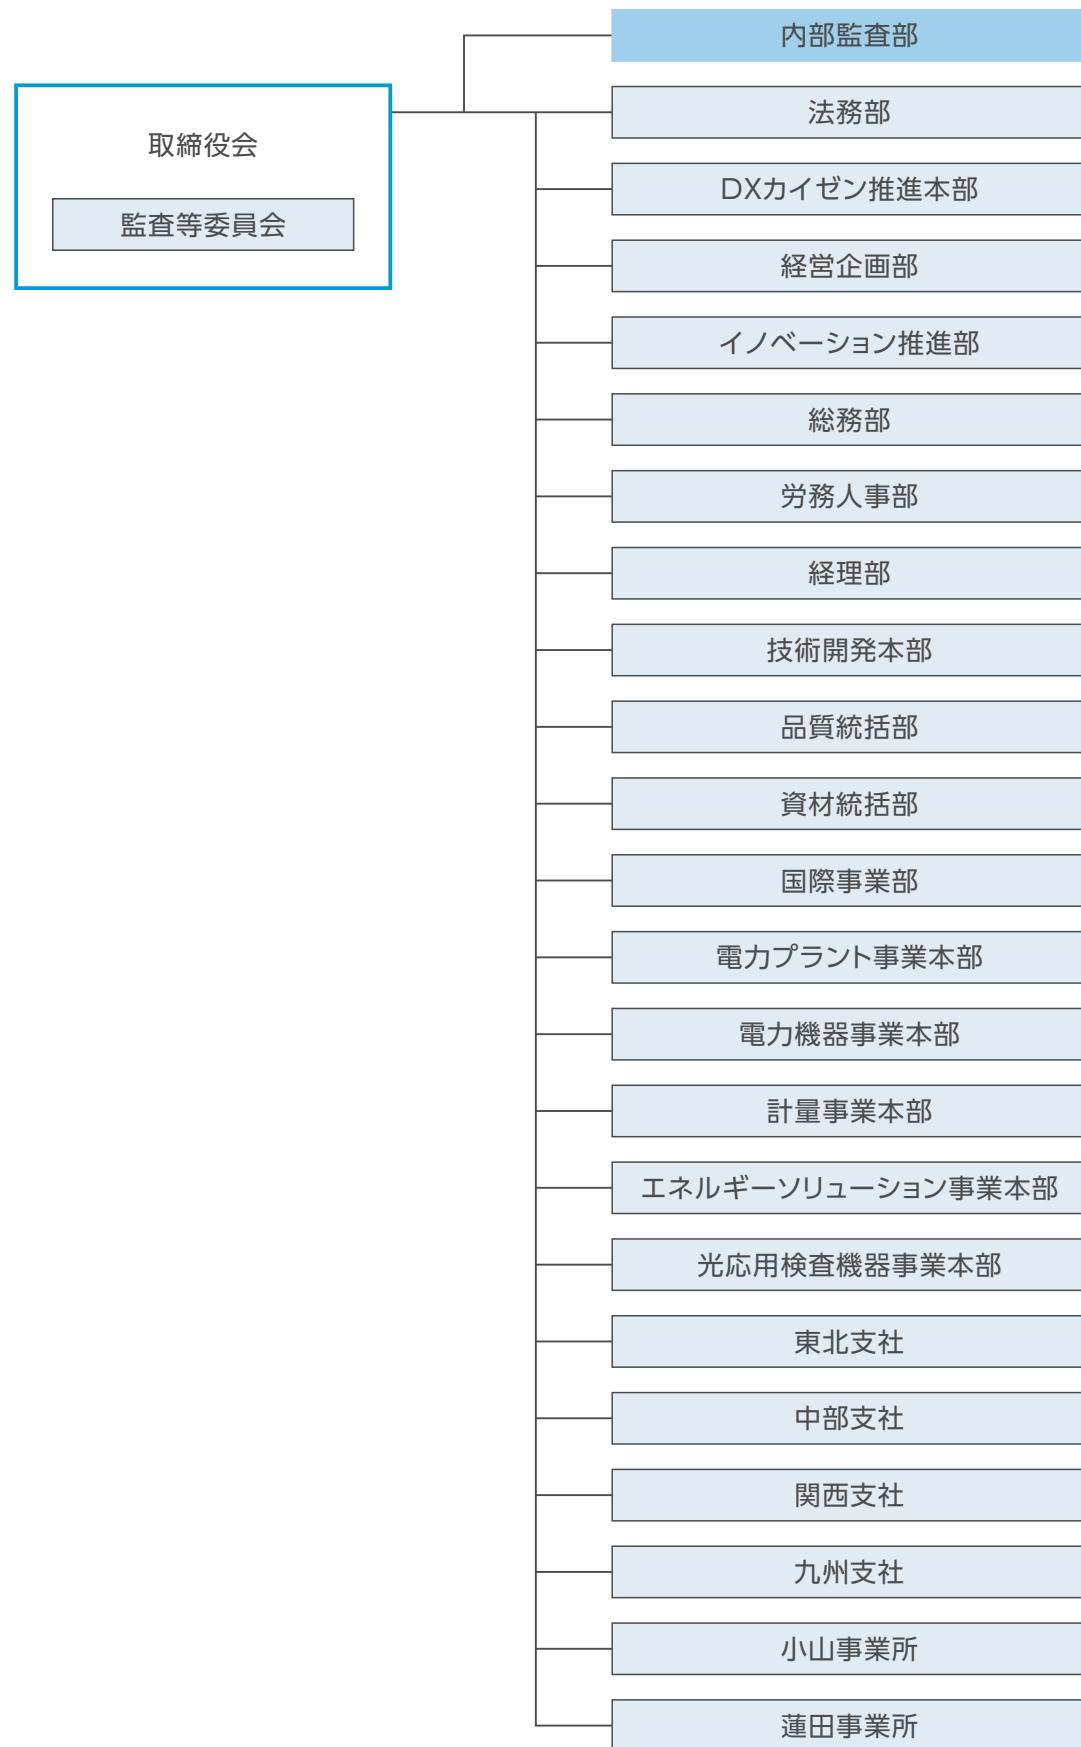 内部監査部
取締役会
監査等委員会
法務部
DXカイゼン推進本部
経営企画部
イノベーション推進部
総務部
労務人事部
経理部
技術開発本部
品質統括部
資材統括部
国際事業部
電力プラント事業本部
電力機器事業本部
計量事業本部
エネルギーソリューション事業本部
光応用検査機器事業本部
東北支社
中部支社
関西支社
九州支社
小山事業所
蓮田事業所